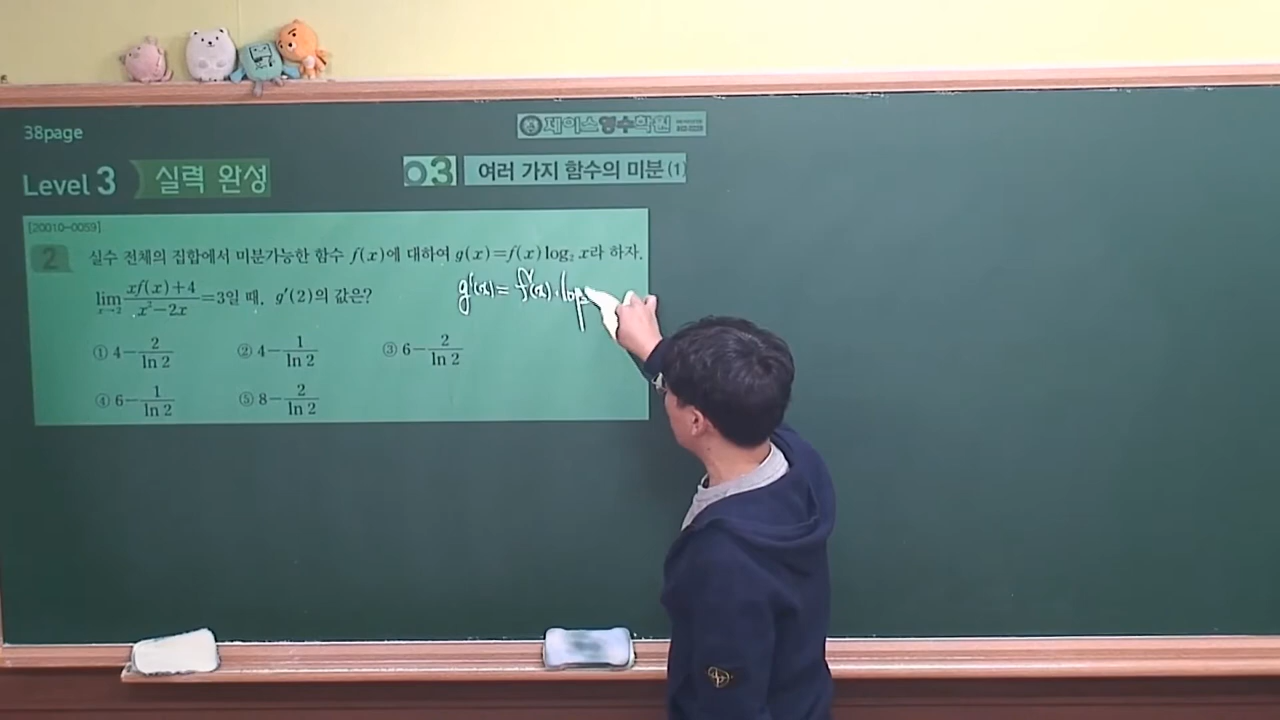 38page
제이스영수학원
Level 3 실력 완성
03 여러 가지 함수의 미분(1)
[20010-0059]
2 실수 전체의 집합에서 미분가능한 함수 f(x)에 대하여 g(x)=f(x)log₂ x라 하자.
lim x→2 xf(x)+4 / x²-2x =3일 때, g′(2)의 값은?
g′(x)= f′(x)·log₂
① 4-2/ln 2 ② 4-1/ln 2 ③ 6-2/ln 2
④ 6-1/ln 2 ⑤ 8-2/ln 2